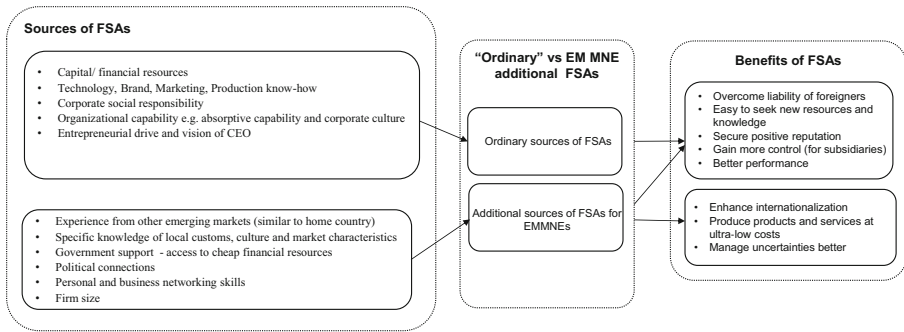 Sources of FSAs
• Capital/ financial resources
• Technology, Brand, Marketing, Production know-how
• Corporate social responsibility
• Organizational capability e.g. absorptive capability and corporate culture
• Entrepreneurial drive and vision of CEO
• Experience from other emerging markets (similar to home country)
• Specific knowledge of local customs, culture and market characteristics
• Government support - access to cheap financial resources
• Political connections
• Personal and business networking skills
• Firm size
“Ordinary” vs EM MNE
additional FSAs
Ordinary sources of FSAs
Additional sources of FSAs for
EMMNEs
Benefits of FSAs
• Overcome liability of foreigners
• Easy to seek new resources and
knowledge
• Secure positive reputation
• Gain more control (for subsidiaries)
• Better performance
• Enhance internationalization
• Produce products and services at
ultra-low costs
• Manage uncertainties better